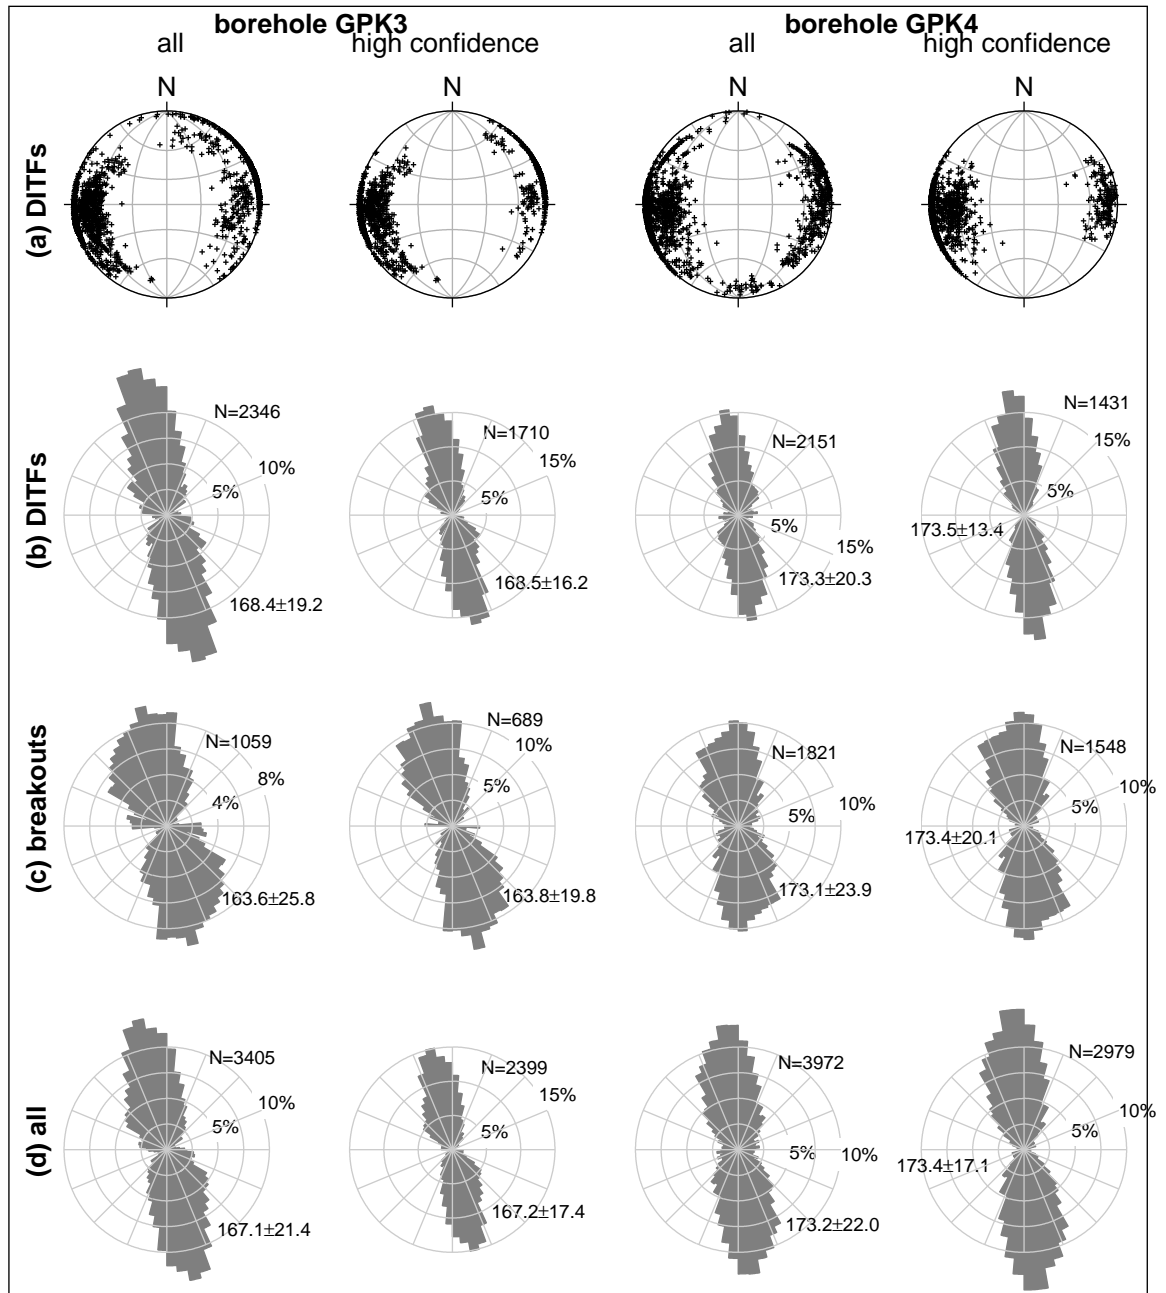 borehole GPK3 borehole GPK4
all high confidence all high confidence
N N N N
(a) DITFs
(b) DITFs
N=2346
10%
5%
168.4±19.2
N=1710
15%
5%
168.5±16.2
N=2151
5%
15%
173.3±20.3
N=1431
15%
5%
173.5±13.4
(c) breakouts
N=1059
8%
4%
163.6±25.8
N=689
10%
5%
163.8±19.8
N=1821
10%
5%
173.1±23.9
N=1548
10%
5%
173.4±20.1
(d) all
N=3405
10%
5%
167.1±21.4
N=2399
15%
5%
167.2±17.4
N=3972
5% 10%
173.2±22.0
N=2979
10%
5%
173.4±17.1